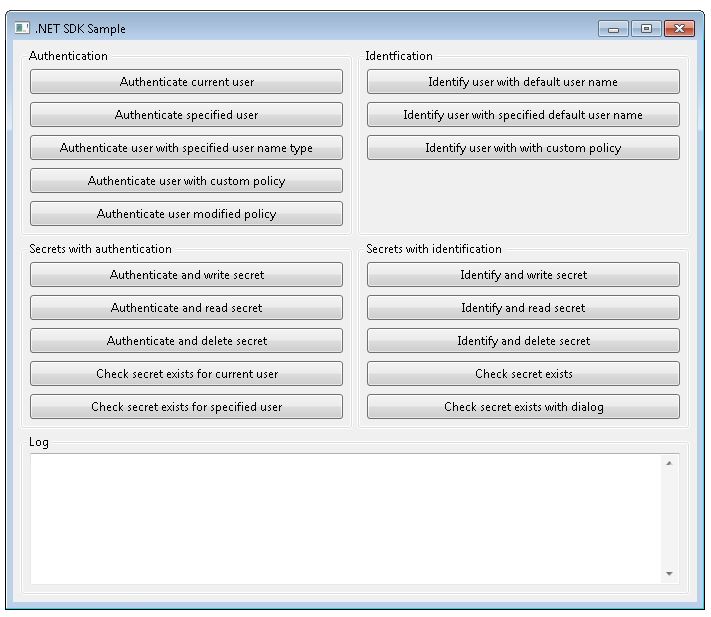 .NET SDK Sample
Authentication
Authenticate current user
Authenticate specified user
Authenticate user with specified user name type
Authenticate user with custom policy
Authenticate user modified policy
Identfication
Identify user with default user name
Identify user with specified default user name
Identify user with with custom policy
Secrets with authentication
Authenticate and write secret
Authenticate and read secret
Authenticate and delete secret
Check secret exists for current user
Check secret exists for specified user
Secrets with identification
Identify and write secret
Identify and read secret
Identify and delete secret
Check secret exists
Check secret exists with dialog
Log